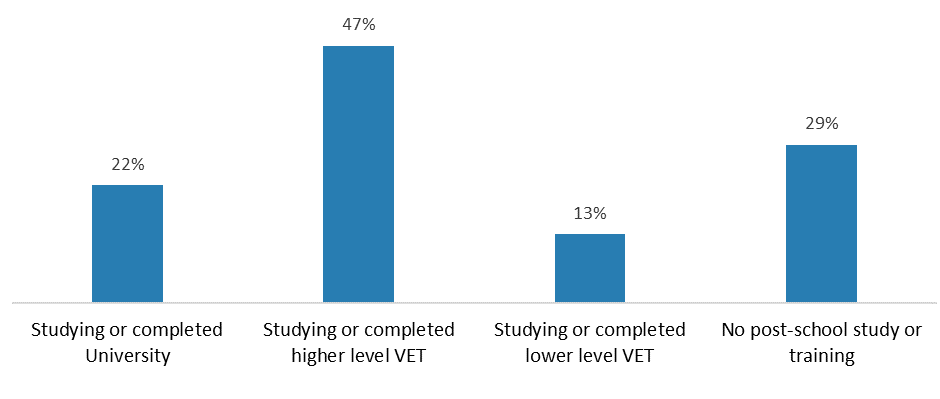 47%
29%
22%
13%
Studying or completed
University
Studying or completed
higher level VET
Studying or completed
lower level VET
No post-school study or
training